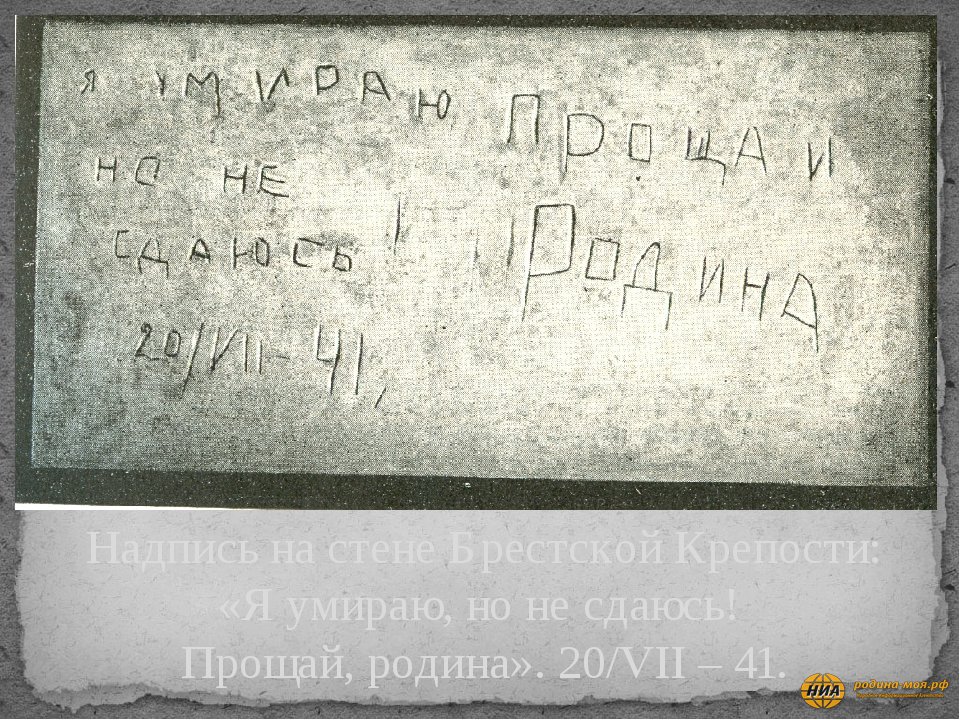 Я УМИРАЮ
НО НЕ
СДАЮСЬ!
20/VII-41,
ПРОЩАИ
РОДИНА
Надпись на стене Брестской Крепости:
«Я умираю, но не сдаюсь!
Прощай, родина». 20/VII – 41.
НИА
родина-моя.рф